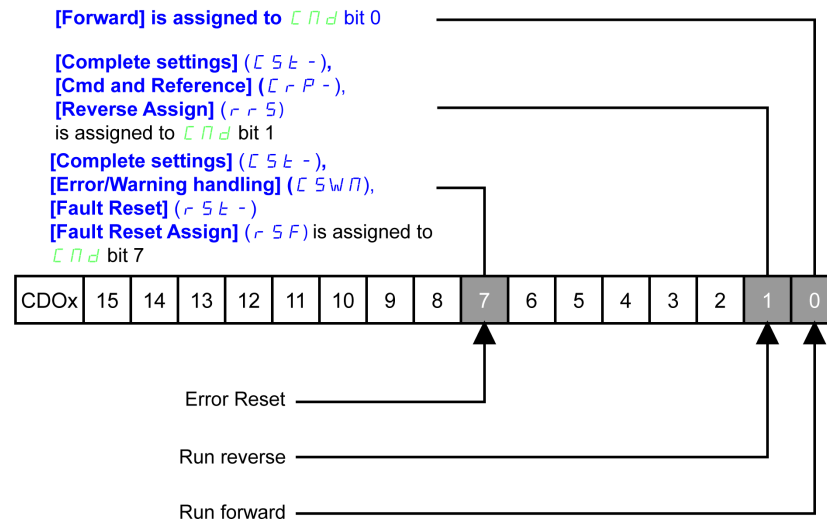 [Forward] is assigned to CMd bit 0
[Complete settings] (CSt-),
[Cmd and Reference] (CrP-),
[Reverse Assign] (rrS)
is assigned to CMd bit 1
[Complete settings] (CSt-),
[Error/Warning handling] (CSWM),
[Fault Reset] (rSt-)
[Fault Reset Assign] (rSF) is assigned to
CMd bit 7
CDOx 15 14 13 12 11 10 9 8 7 6 5 4 3 2 1 0
Error Reset
Run reverse
Run forward